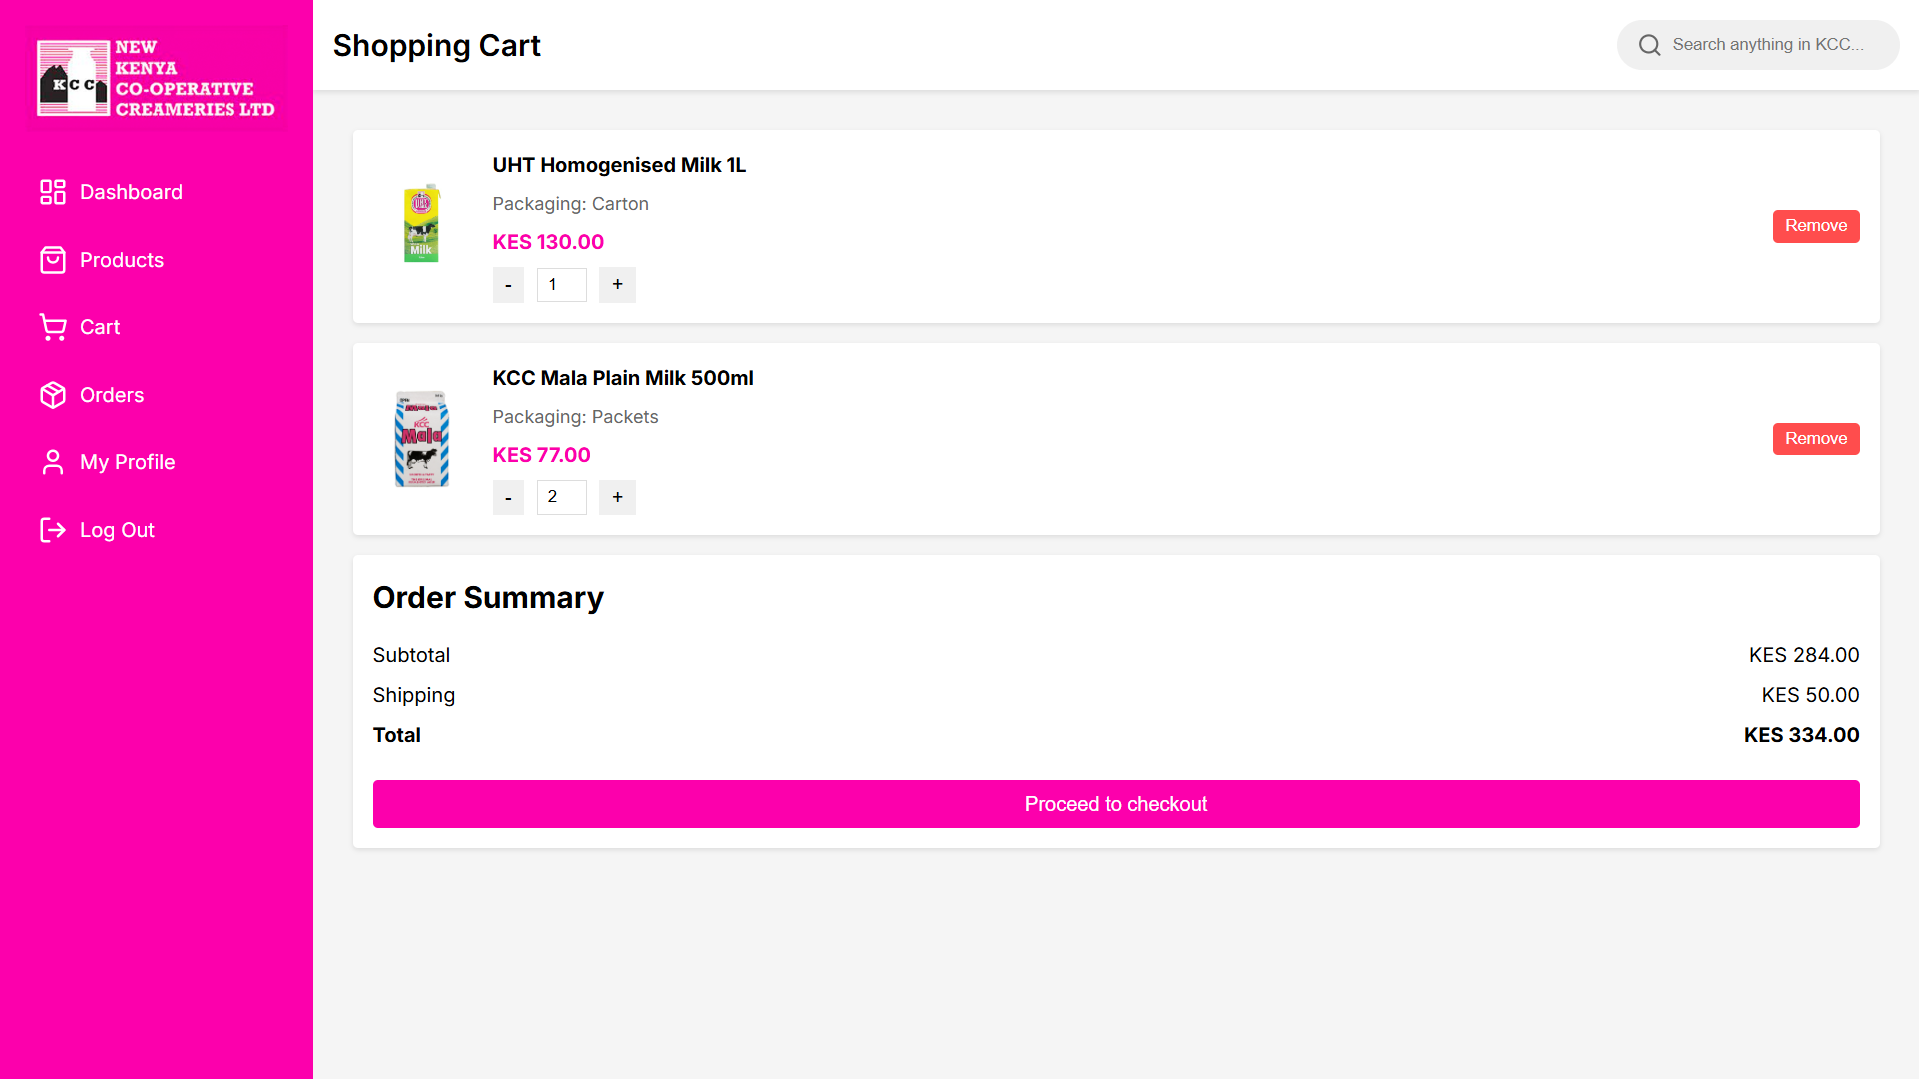 NEW
KENYA
CO-OPERATIVE
CREAMERIES LTD
KCC
Dashboard
Products
Cart
Orders
My Profile
Log Out
Shopping Cart
Search anything in KCC...
UHT Homogenised Milk 1L
Packaging: Carton
KES 130.00
- 1 +
Remove
Milk
KCC Mala Plain Milk 500ml
Packaging: Packets
KES 77.00
- 2 +
Remove
KCC
Mala
Order Summary
Subtotal KES 284.00
Shipping KES 50.00
Total KES 334.00
Proceed to checkout